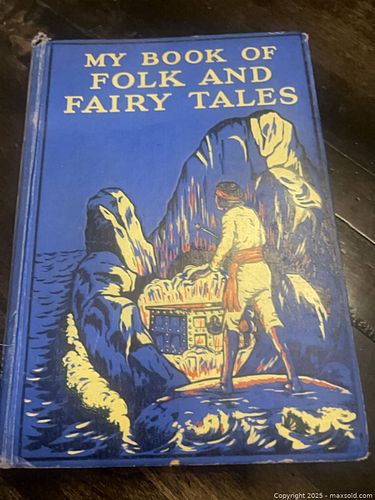 MY BOOK OF
FOLK AND
FAIRY TALES
Copyright 2025 - maxsold.com